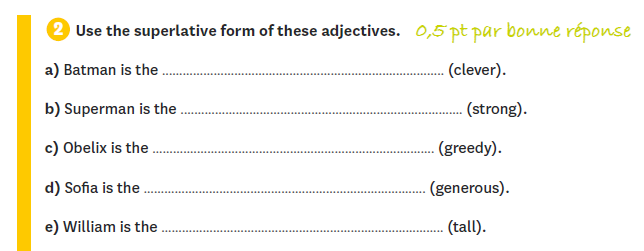 2 Use the superlative form of these adjectives. 0,5 pt par bonne réponse
a) Batman is the ........................................ (clever).
b) Superman is the ........................................ (strong).
c) Obelix is the ........................................ (greedy).
d) Sofia is the ........................................ (generous).
e) William is the ........................................ (tall).